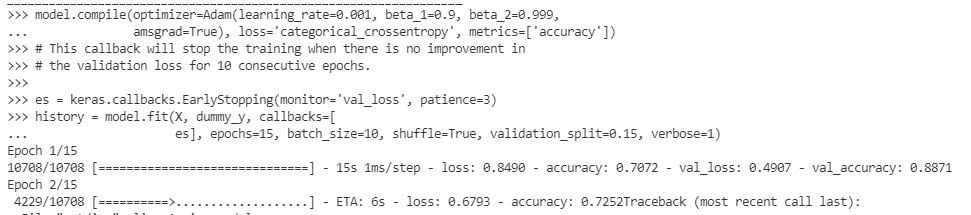 >>> model.compile(optimizer=Adam(learning_rate=0.001, beta_1=0.9, beta_2=0.999,
...                amsgrad=True), loss='categorical_crossentropy', metrics=['accuracy'])
>>> # This callback will stop the training when there is no improvement in
>>> # the validation loss for 10 consecutive epochs.
>>>
>>> es = keras.callbacks.EarlyStopping(monitor='val_loss', patience=3)
>>> history = model.fit(X, dummy_y, callbacks=[
...                     es], epochs=15, batch_size=10, shuffle=True, validation_split=0.15, verbose=1)
Epoch 1/15
10708/10708 [==============================] - 15s 1ms/step - loss: 0.8490 - accuracy: 0.7072 - val_loss: 0.4907 - val_accuracy: 0.8871
Epoch 2/15
 4229/10708 [==========>...................] - ETA: 6s - loss: 0.6793 - accuracy: 0.7252Traceback (most recent call last):